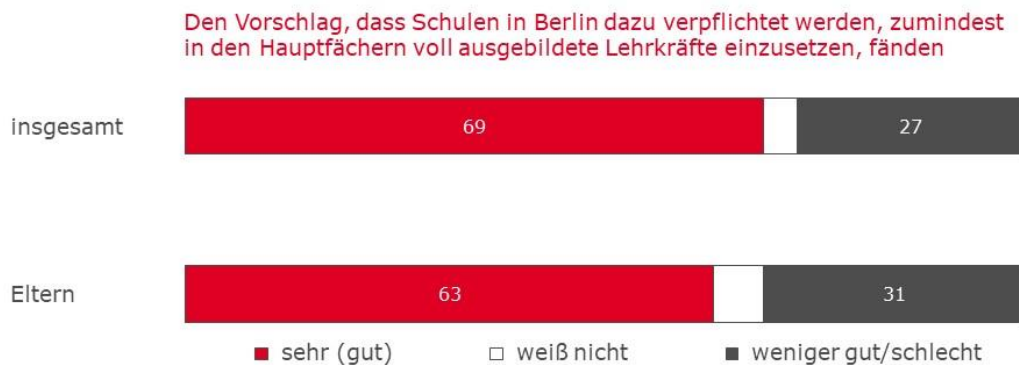 Den Vorschlag, dass Schulen in Berlin dazu verpflichtet werden, zumindest
in den Hauptfächern voll ausgebildete Lehrkräfte einzusetzen, fänden
insgesamt
69
27
Eltern
63
31
sehr (gut)
weiß nicht
weniger gut/schlecht